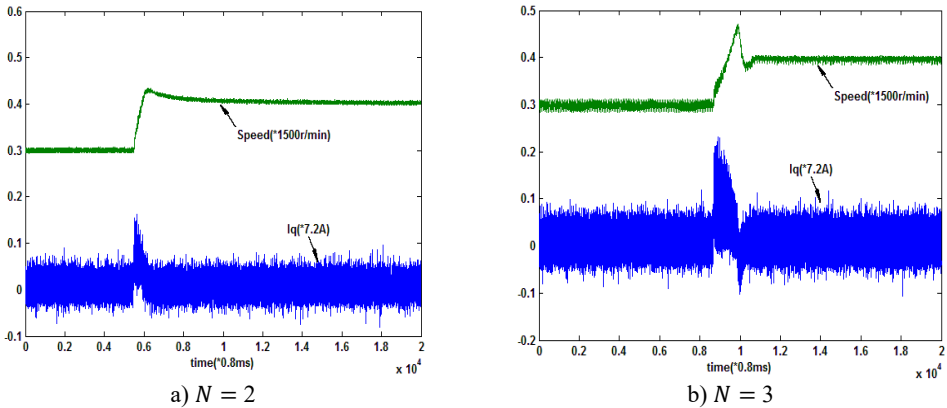 0.6
0.5
0.4
0.3
0.2
0.1
0
-0.1
0 0.2 0.4 0.6 0.8 1 1.2 1.4 1.6 1.8 2.0
time(*0.8ms)
x 10^4
Speed(*1500r/min)
Iq(*7.2A)
a) N = 2
0.5
0.4
0.3
0.2
0.1
0
-0.1
-0.2
0 0.2 0.4 0.6 0.8 1 1.2 1.4 1.6 1.8 2
time(*0.8ms)
x 10^4
Speed(*1500r/min)
Iq(*7.2A)
b) N = 3